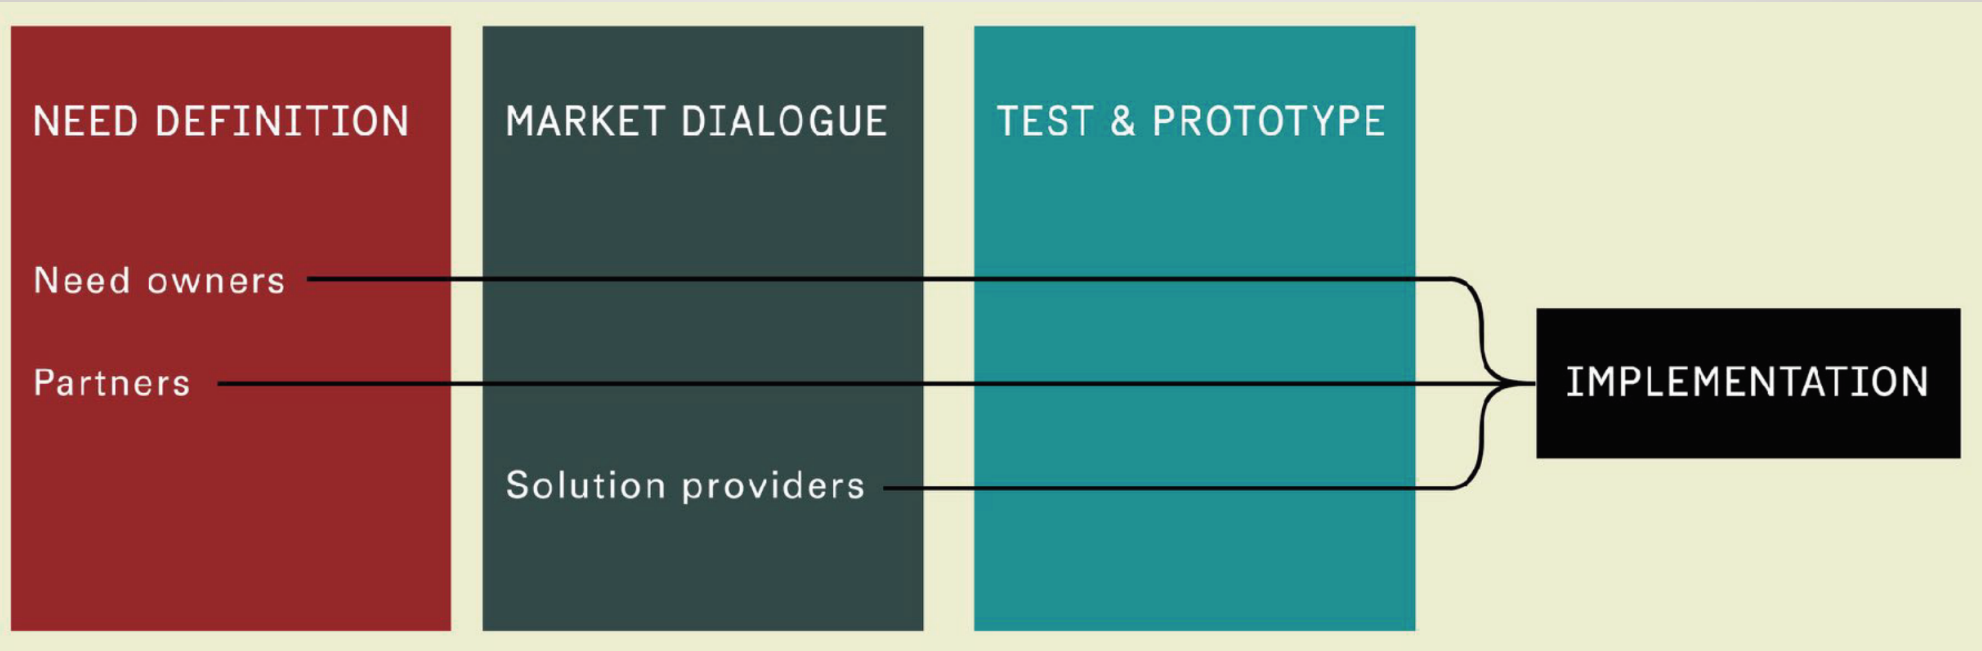 NEED DEFINITION
Need owners
Partners
MARKET DIALOGUE
Solution providers
TEST & PROTOTYPE
IMPLEMENTATION